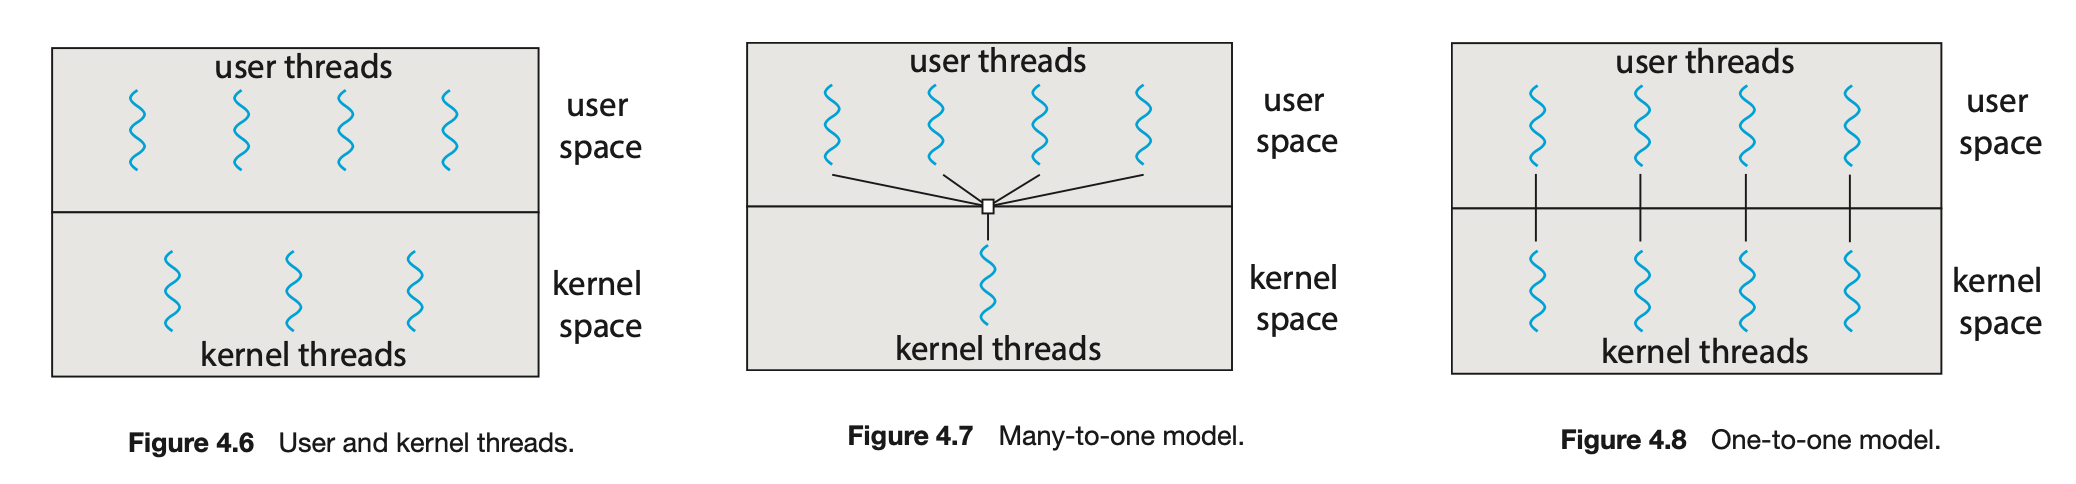 user threads
user
space
kernel
space
kernel threads
Figure 4.6 User and kernel threads.
user threads
user
space
kernel
space
kernel threads
Figure 4.7 Many-to-one model.
user threads
user
space
kernel
space
kernel threads
Figure 4.8 One-to-one model.